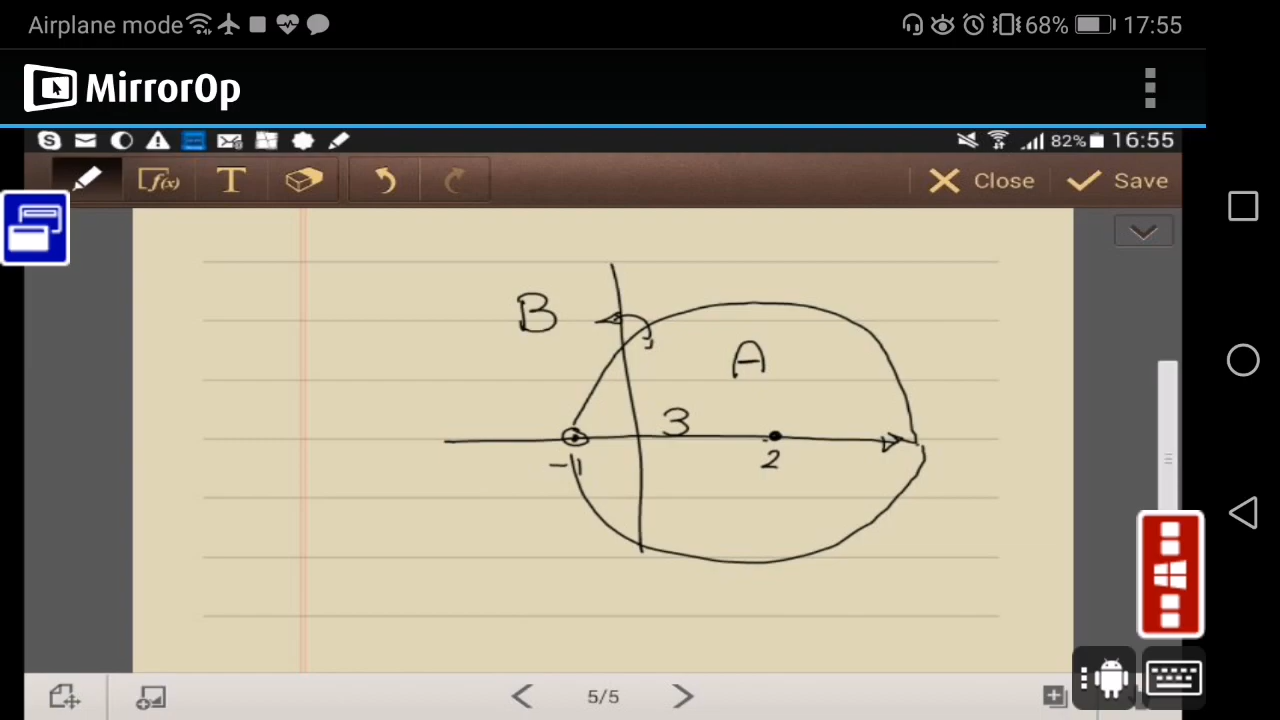 Airplane mode 68% 17:55
MirrorOp
82% 16:55
f(x) T Close Save
B
A
3
-1 2
5/5